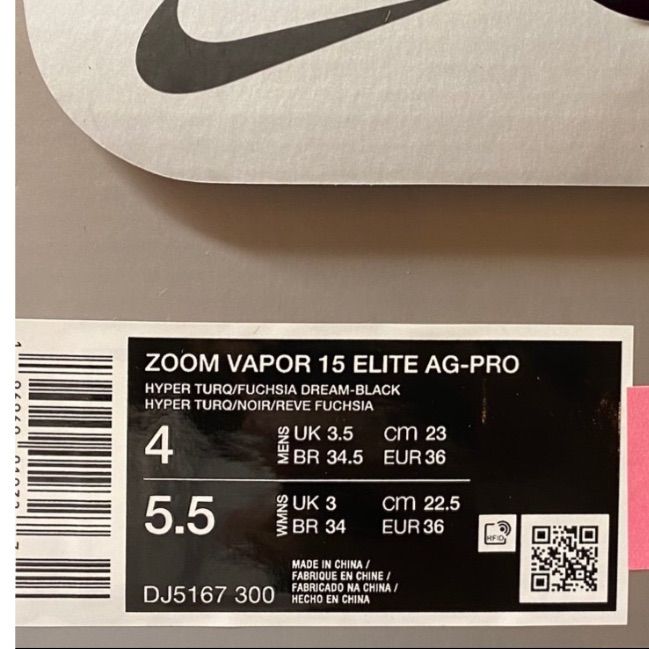 ZOOM VAPOR 15 ELITE AG-PRO
HYPER TURQ/FUCHSIA DREAM-BLACK
HYPER TURQ/NOIR/REVE FUCHSIA
4
MENS
UK 3.5 cm 23
BR 34.5 EUR 36
5.5
WMNS
UK 3 cm 22.5
BR 34 EUR 36
RFID
MADE IN CHINA /
FABRIQUE EN CHINE /
FABRICADO NA CHINA /
HECHO EN CHINA
DJ5167 300